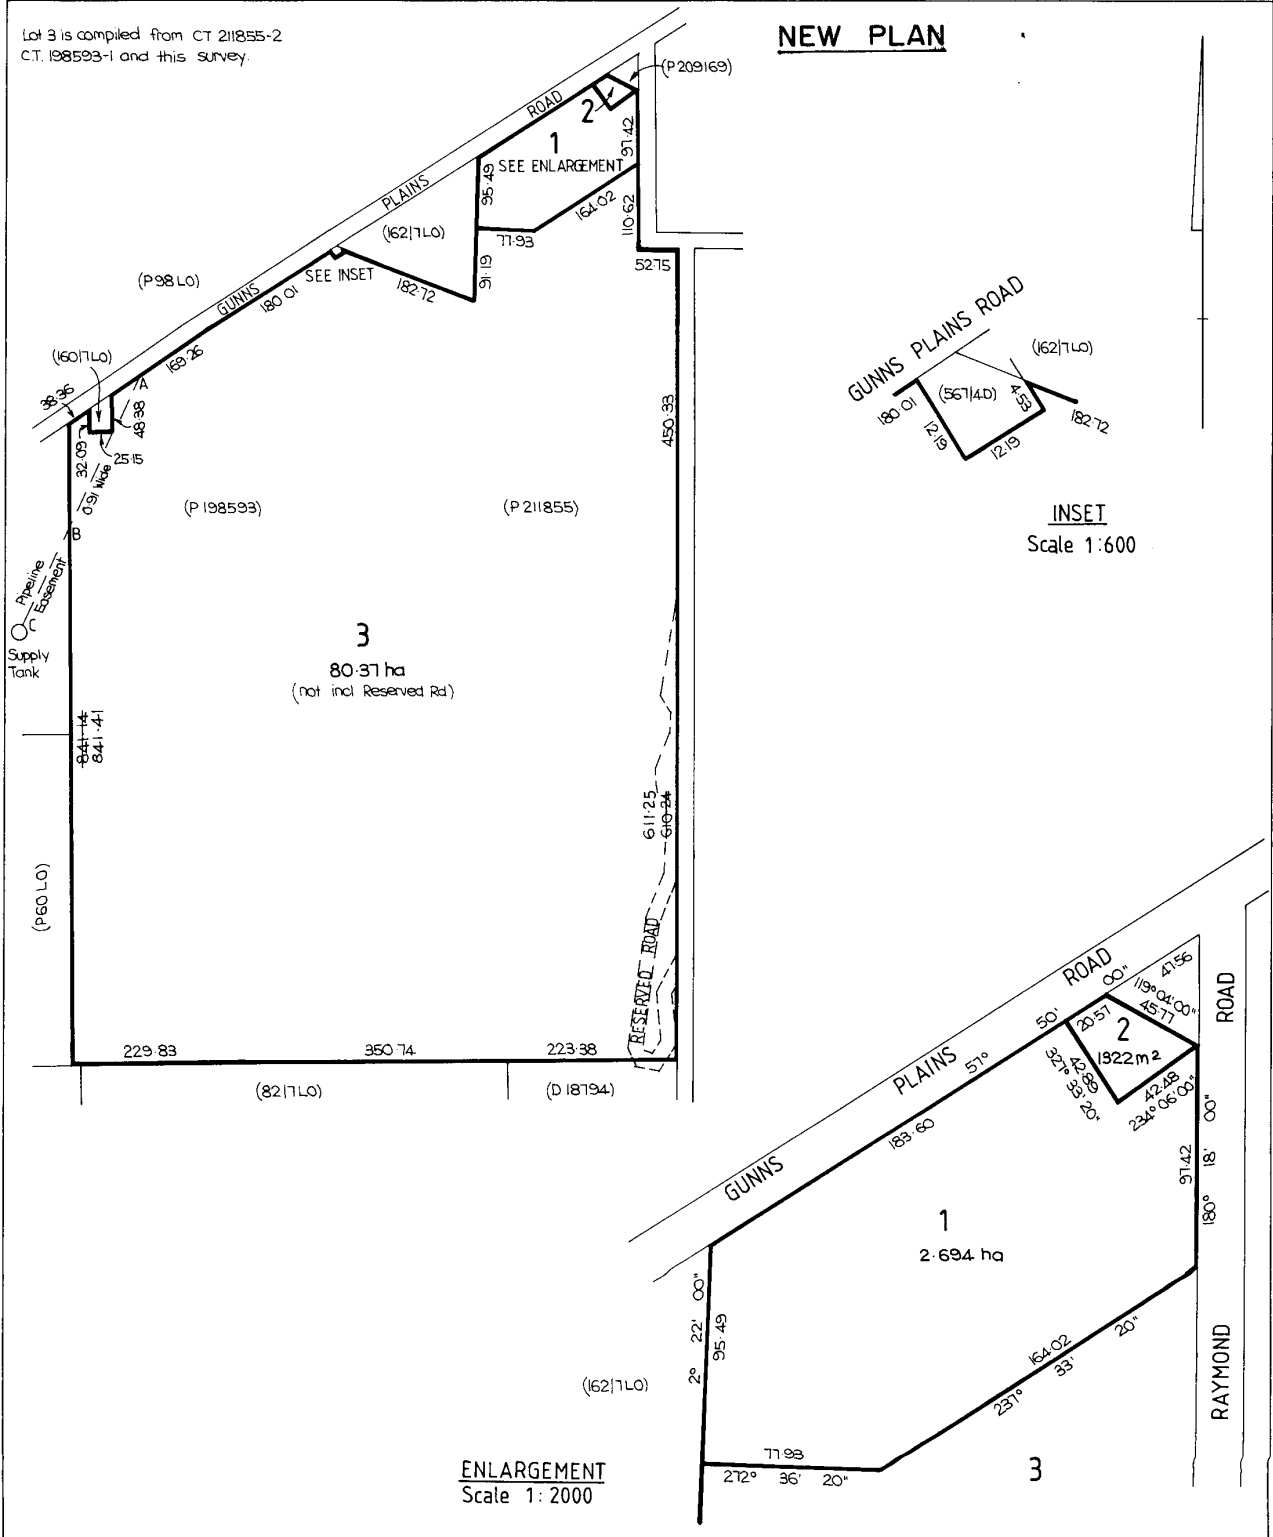 Lot 3 is compiled from CT 211855-2
C.T. 198593-1 and this survey.
NEW PLAN
(P209169)
ROAD
2
1
SEE ENLARGEMENT
97·42
95·49
PLAINS
(162/7LO)
164·02
110·62
77·93
52·75
91·19
SEE INSET
182·72
(P98LO)
GUNNS
180·01
169·26
(160/7LO)
A
38·36
48·38
32·09
25·15
0·91 Wide
B
Pipeline
Easement
C
Supply
Tank
(P198593)
(P211855)
450·33
3
80·37 ha
(not incl Reserved Rd)
841·14
841·41
611·25
610·24
(P60LO)
RESERVED ROAD
229·83
350·74
223·38
(82/7LO)
(D18794)
GUNNS PLAINS ROAD
(162/7LO)
(567/4D)
180·01
4·53
182·72
12·19
12·19
INSET
Scale 1:600
ROAD
47·56
119° 04' 00"
45·77
ROAD
57° 50' 00"
20·57
2
1322m2
PLAINS
42·89
327° 33' 20"
42·48
234° 06' 00"
183·60
GUNNS
97·42
180° 18' 00"
1
2·694 ha
2° 22' 00"
95·49
164·02
237° 33' 20"
RAYMOND
(162/7LO)
77·93
272° 36' 20"
3
ENLARGEMENT
Scale 1:2000